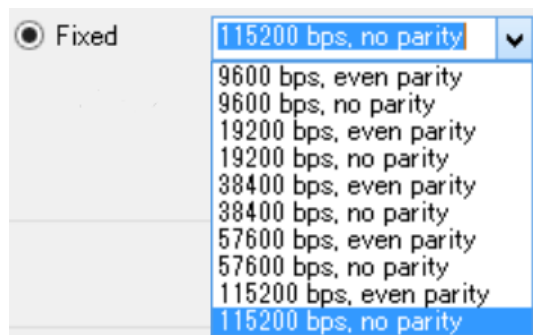 Fixed 115200 bps, no parity
9600 bps, even parity
9600 bps, no parity
19200 bps, even parity
19200 bps, no parity
38400 bps, even parity
38400 bps, no parity
57600 bps, even parity
57600 bps, no parity
115200 bps, even parity
115200 bps, no parity